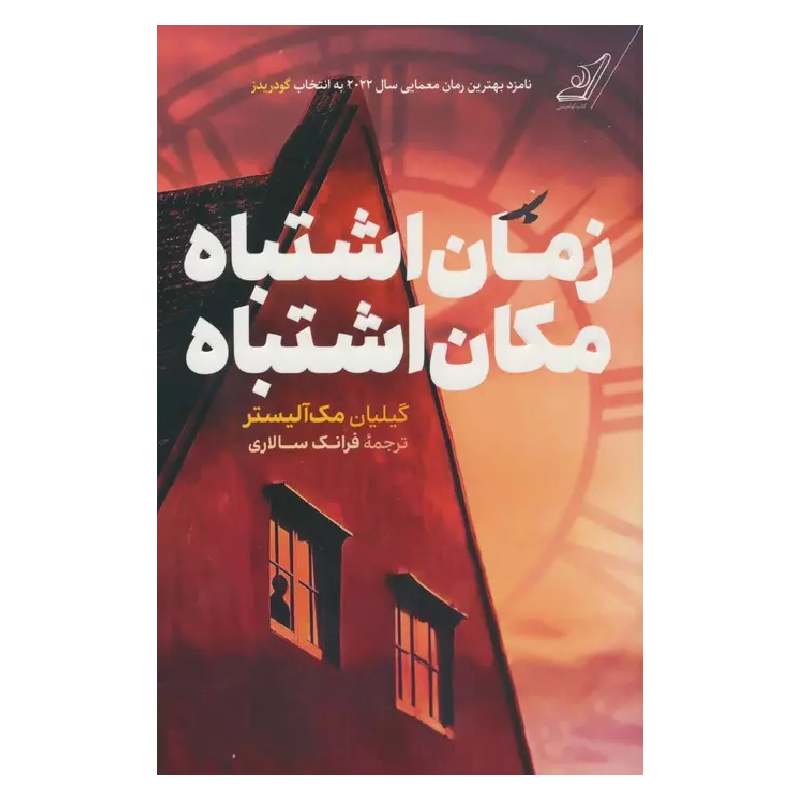 نامزد بهترین رمان معمایی سال ۲۰۲۲ به انتخاب گودریدز
زمان اشتباه
مکان اشتباه
گیلیان مک‌آلیستر
ترجمهٔ فرانک سالاری